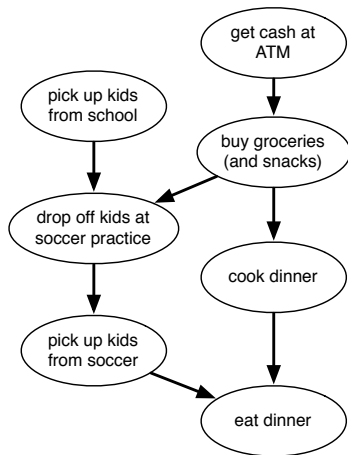 get cash at
ATM
pick up kids
from school
buy groceries
(and snacks)
drop off kids at
soccer practice
cook dinner
pick up kids
from soccer
eat dinner